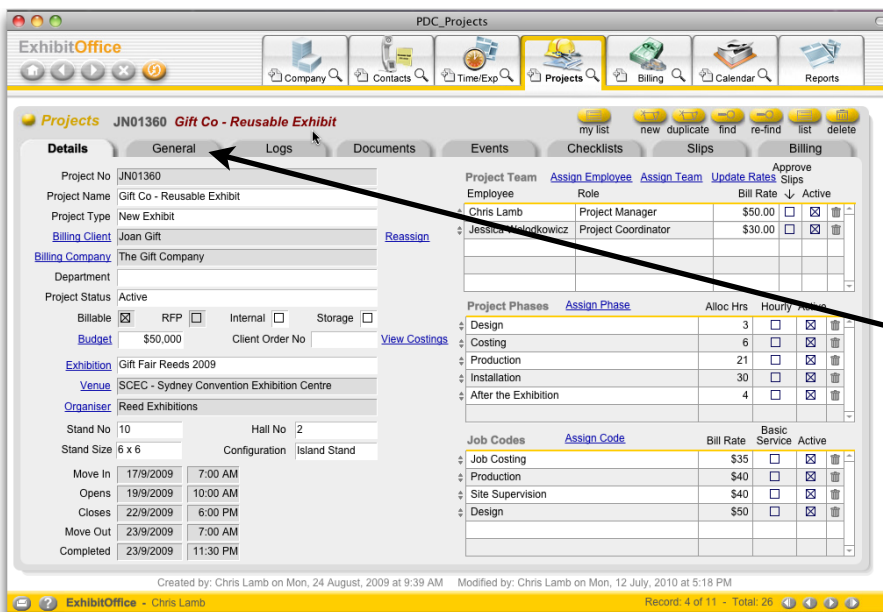 PDC_Projects
ExhibitOffice
Company Contacts Time/Exp Projects Billing Calendar Reports
Projects JN01360 Gift Co - Reusable Exhibit
my list new duplicate find re-find list delete
Details General Logs Documents Events Checklists Slips Billing
Project No JN01360
Project Name Gift Co - Reusable Exhibit
Project Type New Exhibit
Billing Client Joan Gift Reassign
Billing Company The Gift Company
Department
Project Status Active
Billable RFP Internal Storage
Budget $50,000 Client Order No View Costings
Exhibition Gift Fair Reeds 2009
Venue SCEC - Sydney Convention Exhibition Centre
Organiser Reed Exhibitions
Stand No 10 Hall No 2
Stand Size 6 x 6 Configuration Island Stand
Move In 17/9/2009 7:00 AM
Opens 19/9/2009 10:00 AM
Closes 22/9/2009 6:00 PM
Move Out 23/9/2009 7:00 AM
Completed 23/9/2009 11:30 PM
Project Team Assign Employee Assign Team Update Rates Approve Slips
Employee Role Bill Rate Active
Chris Lamb Project Manager $50.00
Jessica Wolodkowicz Project Coordinator $30.00
Project Phases Assign Phase Alloc Hrs Hourly Active
Design 3
Costing 6
Production 21
Installation 30
After the Exhibition 4
Job Codes Assign Code Bill Rate Basic Service Active
Job Costing $35
Production $40
Site Supervision $40
Design $50
Created by: Chris Lamb on Mon, 24 August, 2009 at 9:39 AM Modified by: Chris Lamb on Mon, 12 July, 2010 at 5:18 PM
ExhibitOffice - Chris Lamb Record: 4 of 11 - Total: 26